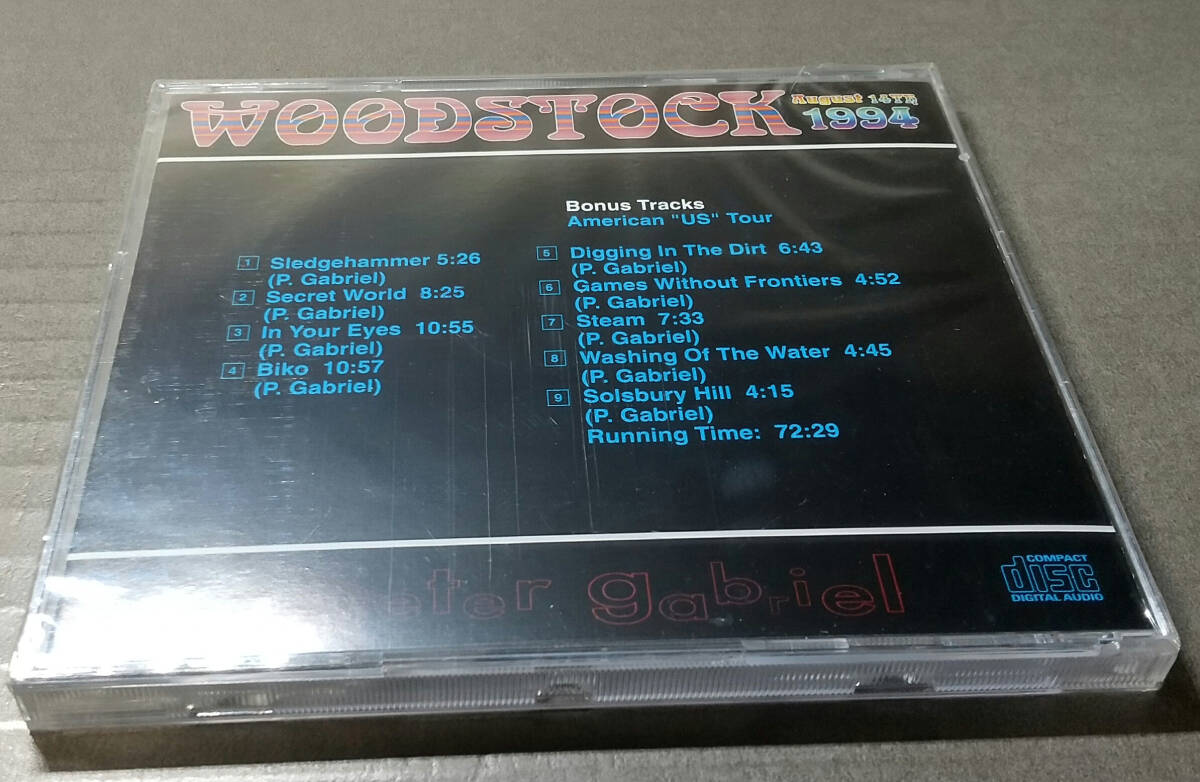 WOODSTOCK
August 14TH
1994
1 Sledgehammer 5:26
(P. Gabriel)
2 Secret World 8:25
(P. Gabriel)
3 In Your Eyes 10:55
(P. Gabriel)
4 Biko 10:57
(P. Gabriel)
Bonus Tracks
American "US" Tour
5 Digging In The Dirt 6:43
(P. Gabriel)
6 Games Without Frontiers 4:52
(P. Gabriel)
7 Steam 7:33
(P. Gabriel)
8 Washing Of The Water 4:45
(P. Gabriel)
9 Solsbury Hill 4:15
(P. Gabriel)
Running Time: 72:29
peter gabriel
COMPACT
disc
DIGITAL AUDIO